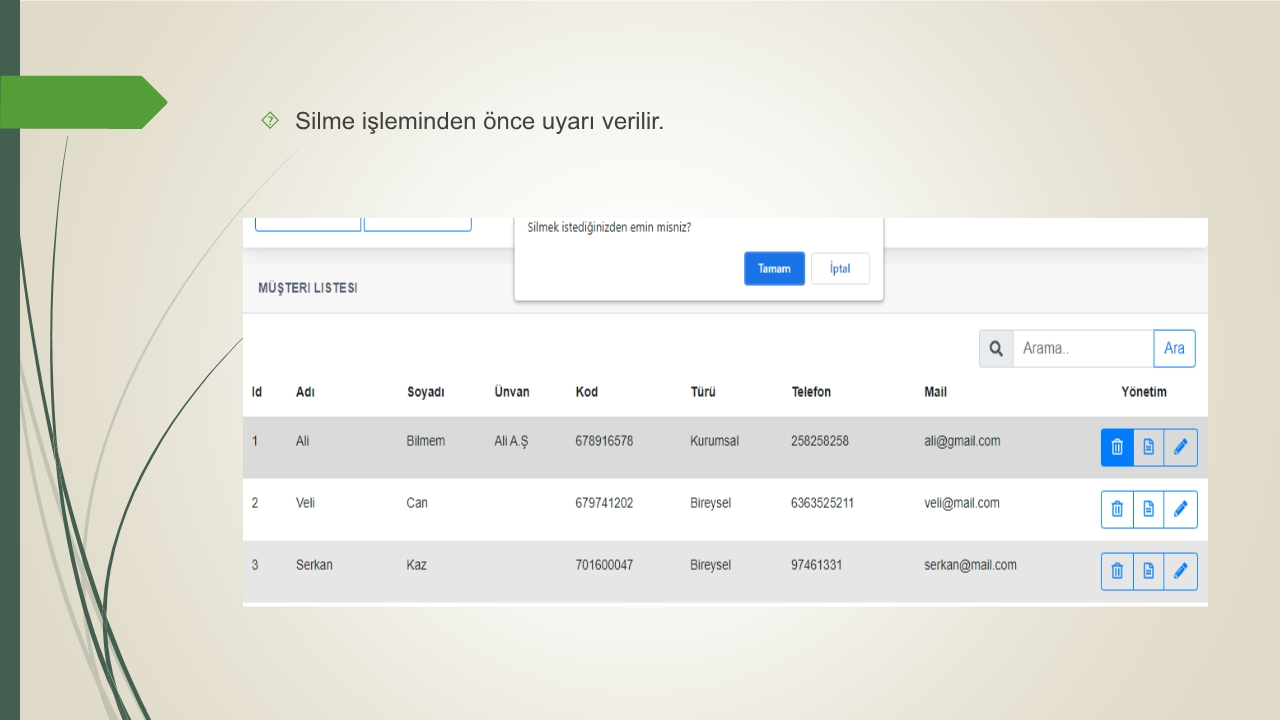 Silme işleminden önce uyarı verilir.
Silmek istediğinizden emin misniz?
Tamam İptal
MÜŞTERI LISTESI
Arama.. Ara
Id Adı Soyadı Ünvan Kod Türü Telefon Mail Yönetim
1 Ali Bilmem Ali A.Ş 678916578 Kurumsal 258258258 ali@gmail.com
2 Veli Can 679741202 Bireysel 6363525211 veli@mail.com
3 Serkan Kaz 701600047 Bireysel 97461331 serkan@mail.com